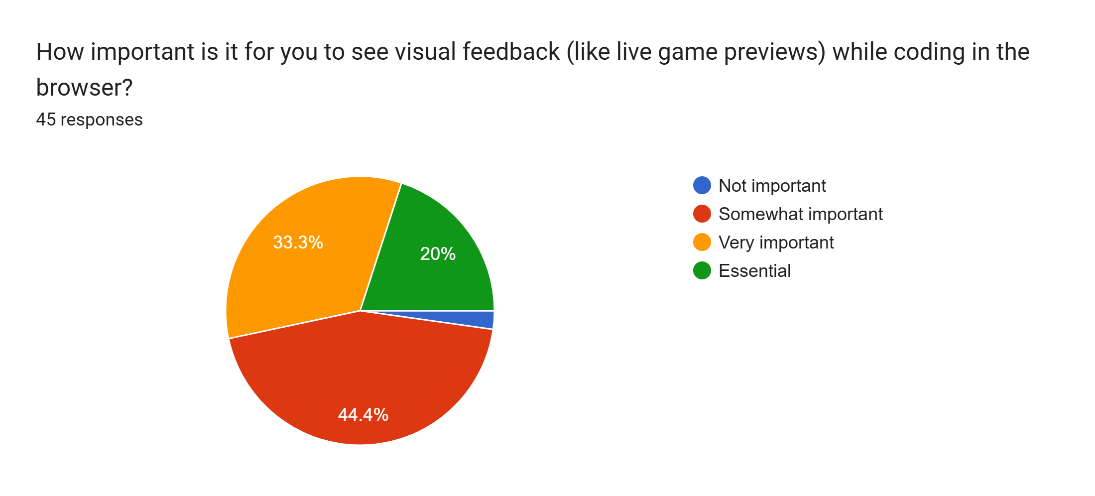 How important is it for you to see visual feedback (like live game previews) while coding in the
browser?
45 responses
Not important
Somewhat important
Very important
Essential
33.3%
20%
44.4%